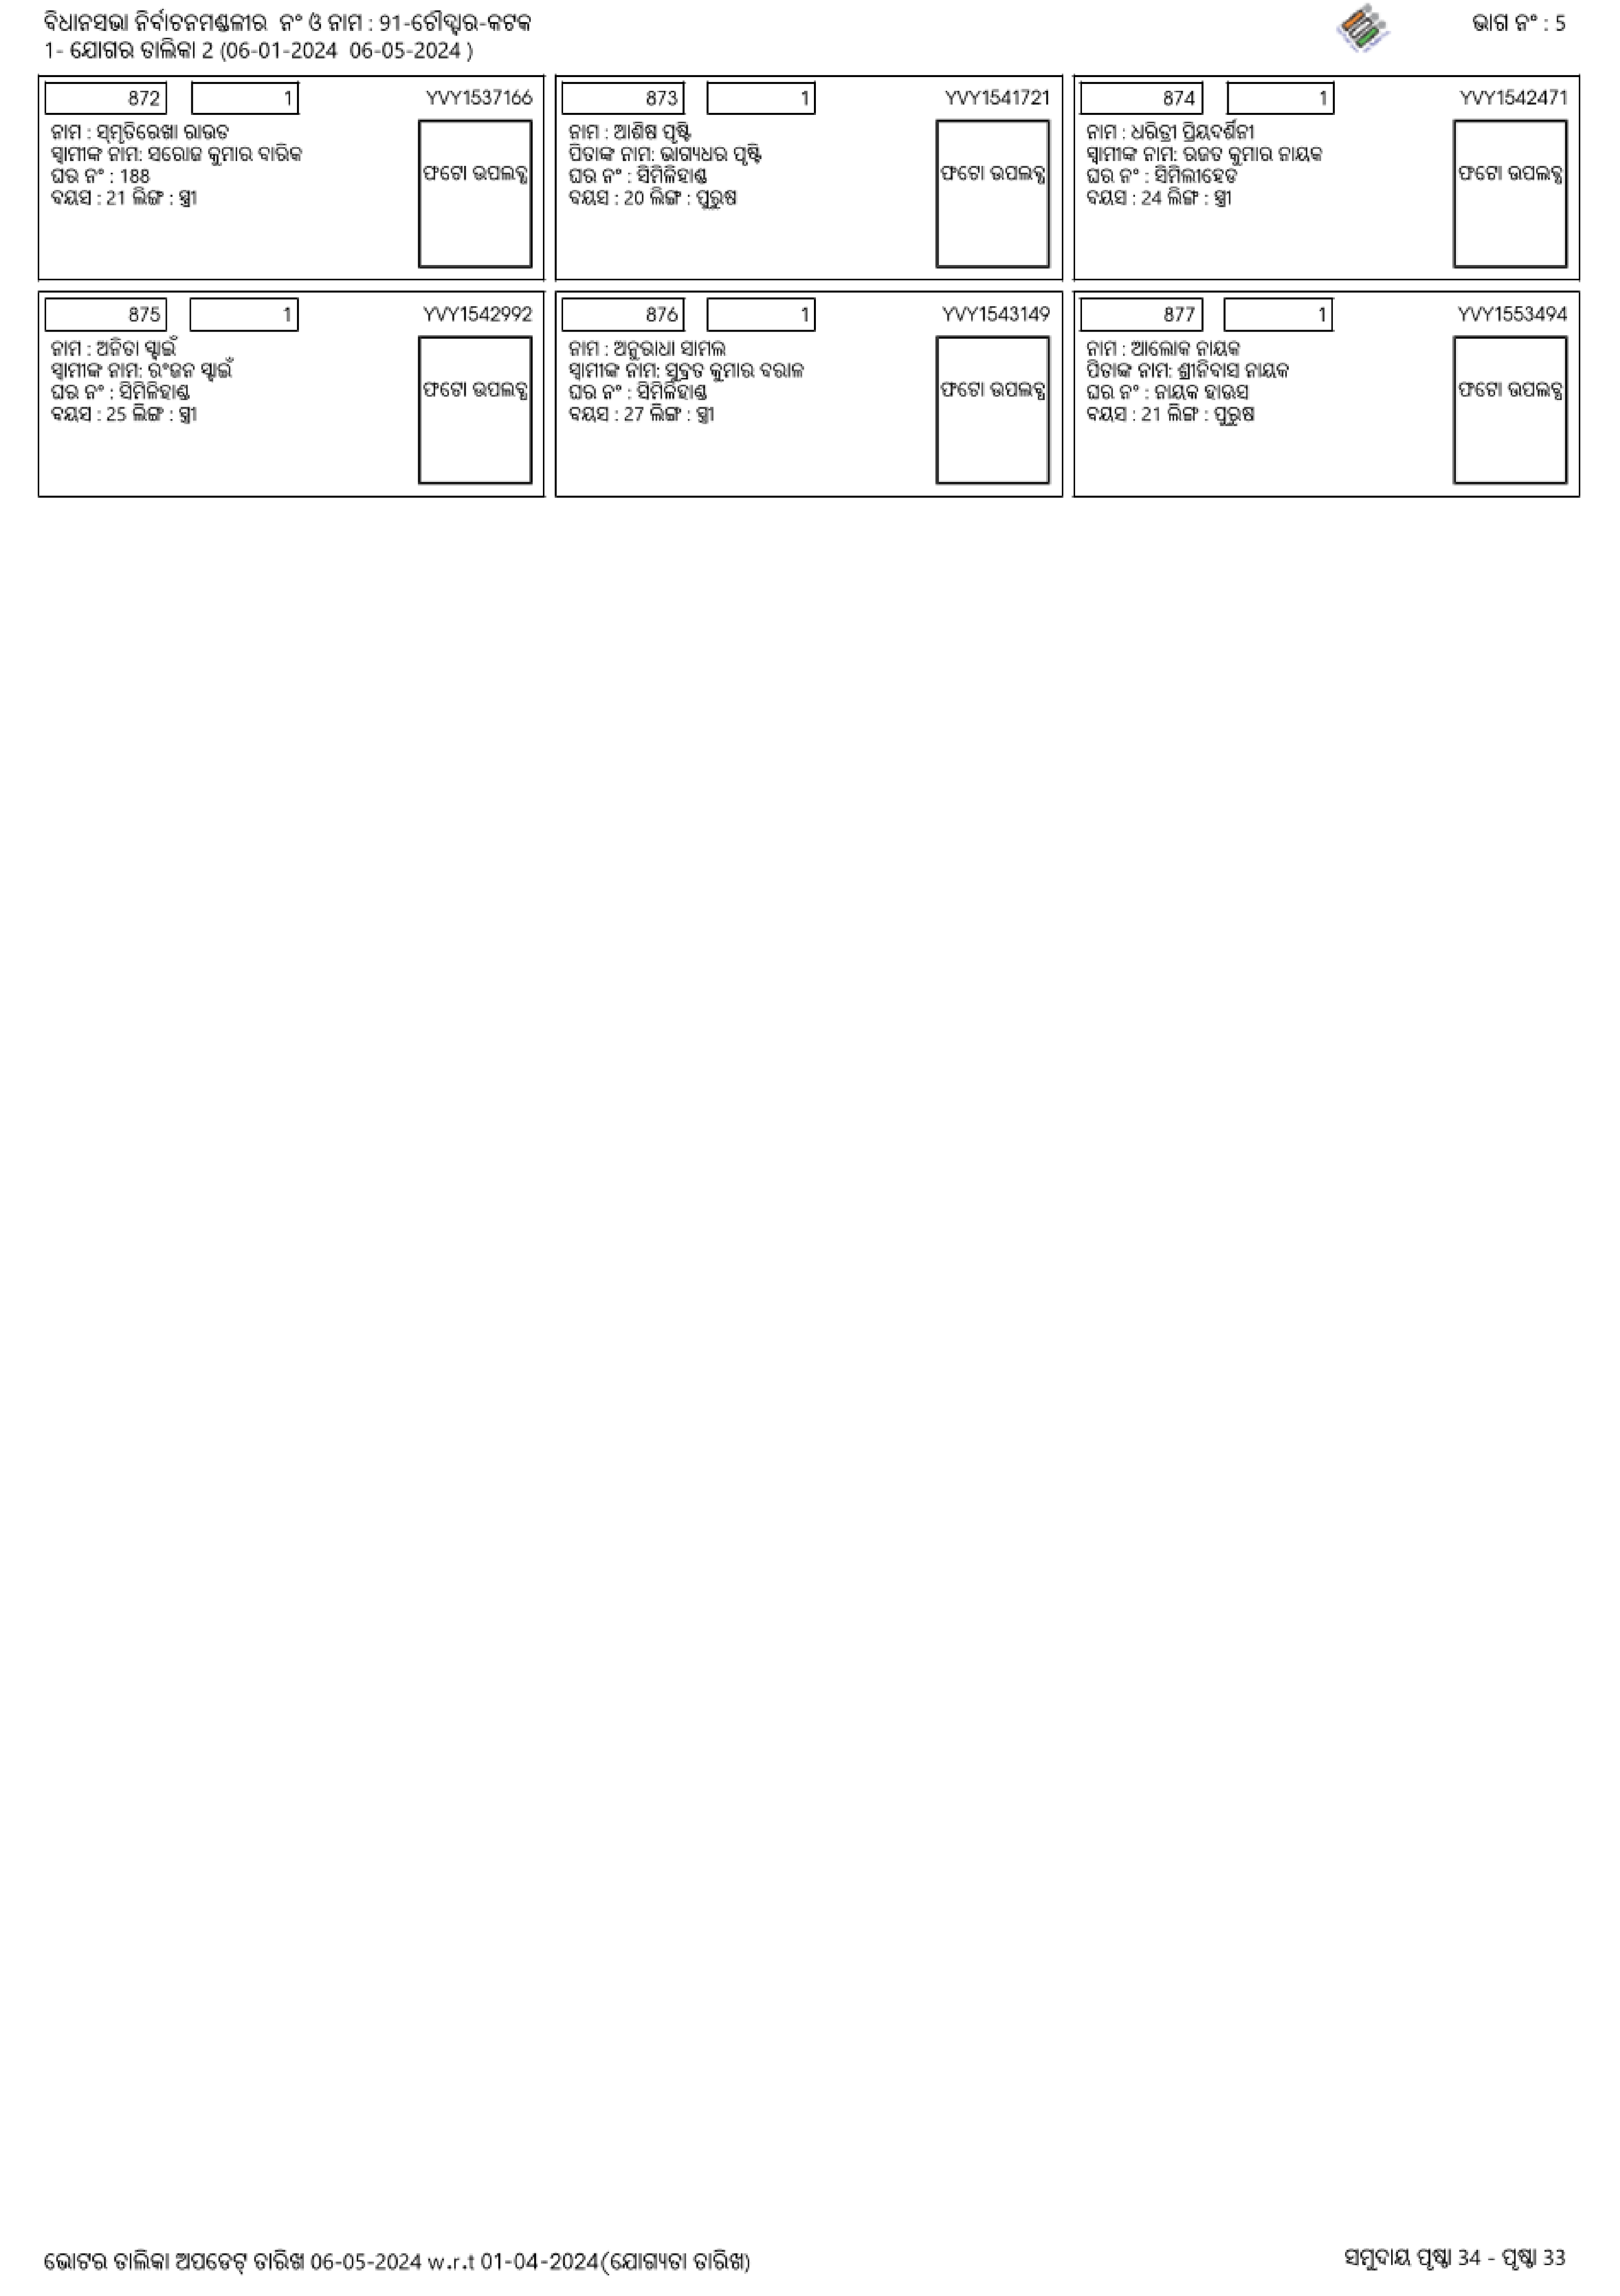 ବିଧାନସଭା ନିର୍ବାଚନମଣ୍ଡଳୀର ନଂ ଓ ନାମ : 91-ଚୌଦ୍ୱାର-କଟକ
ଭାଗ ନଂ : 5
1- ଯୋଗର ତାଲିକା 2 (06-01-2024 06-05-2024 )
872 1 YVY1537166
ନାମ : ସ୍ମୃତିରେଖା ରାଉତ
ସ୍ୱାମୀଙ୍କ ନାମ: ସରୋଜ କୁମାର ବାରିକ
ଘର ନଂ : 188
ବୟସ : 21 ଲିଙ୍ଗ : ସ୍ତ୍ରୀ
ଫଟୋ ଉପଲବ୍ଧ
873 1 YVY1541721
ନାମ : ଆଶିଷ ପୃଷ୍ଟି
ପିତାଙ୍କ ନାମ: ଭାଗ୍ୟଧର ପୃଷ୍ଟି
ଘର ନଂ : ସିମିଳିହାଣ୍ଡ
ବୟସ : 20 ଲିଙ୍ଗ : ପୁରୁଷ
ଫଟୋ ଉପଲବ୍ଧ
874 1 YVY1542471
ନାମ : ଧରିତ୍ରୀ ପ୍ରିୟଦର୍ଶିନୀ
ସ୍ୱାମୀଙ୍କ ନାମ: ରଜତ କୁମାର ନାୟକ
ଘର ନଂ : ସିମିଲୀହେଡ
ବୟସ : 24 ଲିଙ୍ଗ : ସ୍ତ୍ରୀ
ଫଟୋ ଉପଲବ୍ଧ
875 1 YVY1542992
ନାମ : ଅନିତା ସ୍ୱାଇଁ
ସ୍ୱାମୀଙ୍କ ନାମ: ରଂଜନ ସ୍ୱାଇଁ
ଘର ନଂ : ସିମିଳିହାଣ୍ଡ
ବୟସ : 25 ଲିଙ୍ଗ : ସ୍ତ୍ରୀ
ଫଟୋ ଉପଲବ୍ଧ
876 1 YVY1543149
ନାମ : ଅନୁରାଧା ସାମଲ
ସ୍ୱାମୀଙ୍କ ନାମ: ସୁବ୍ରତ କୁମାର ବରାଳ
ଘର ନଂ : ସିମିଳିହାଣ୍ଡ
ବୟସ : 27 ଲିଙ୍ଗ : ସ୍ତ୍ରୀ
ଫଟୋ ଉପଲବ୍ଧ
877 1 YVY1553494
ନାମ : ଆଲୋକ ନାୟକ
ପିତାଙ୍କ ନାମ: ଶ୍ରୀନିବାସ ନାୟକ
ଘର ନଂ : ନାୟକ ହାଉସ
ବୟସ : 21 ଲିଙ୍ଗ : ପୁରୁଷ
ଫଟୋ ଉପଲବ୍ଧ
ଭୋଟର ତାଲିକା ଅପଡେଟ୍ ତାରିଖ 06-05-2024 w.r.t 01-04-2024(ଯୋଗ୍ୟତା ତାରିଖ)
ସମୁଦାୟ ପୃଷ୍ଠା 34 - ପୃଷ୍ଠା 33